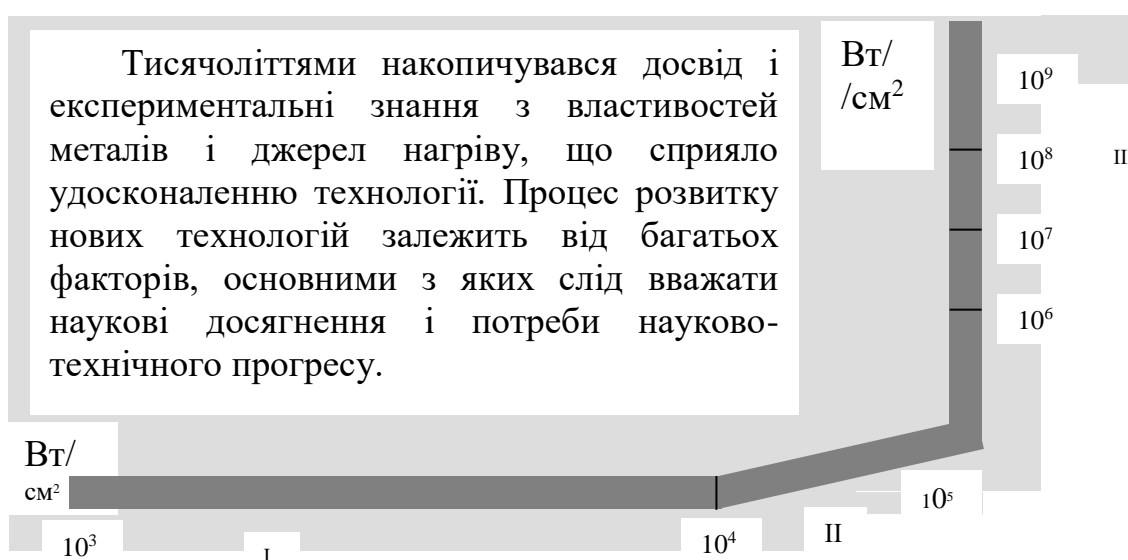 Тисячоліттями накопичувався досвід і
експериментальні знання з властивостей
металів і джерел нагріву, що сприяло
удосконаленню технології. Процес розвитку
нових технологій залежить від багатьох
факторів, основними з яких слід вважати
наукові досягнення і потреби науково-
технічного прогресу.
Вт/
/см²
10⁹
10⁸
II
10⁷
10⁶
Вт/
см²
10⁵
10³
I
10⁴
II